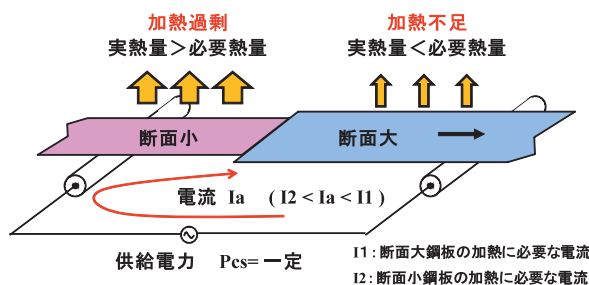 加熱過剰
実熱量＞必要熱量
加熱不足
実熱量＜必要熱量
断面小
断面大
電流 Ia （I2 < Ia < I1）
供給電力 Pcs= 一定
I1：断面大鋼板の加熱に必要な電流
I2：断面小鋼板の加熱に必要な電流